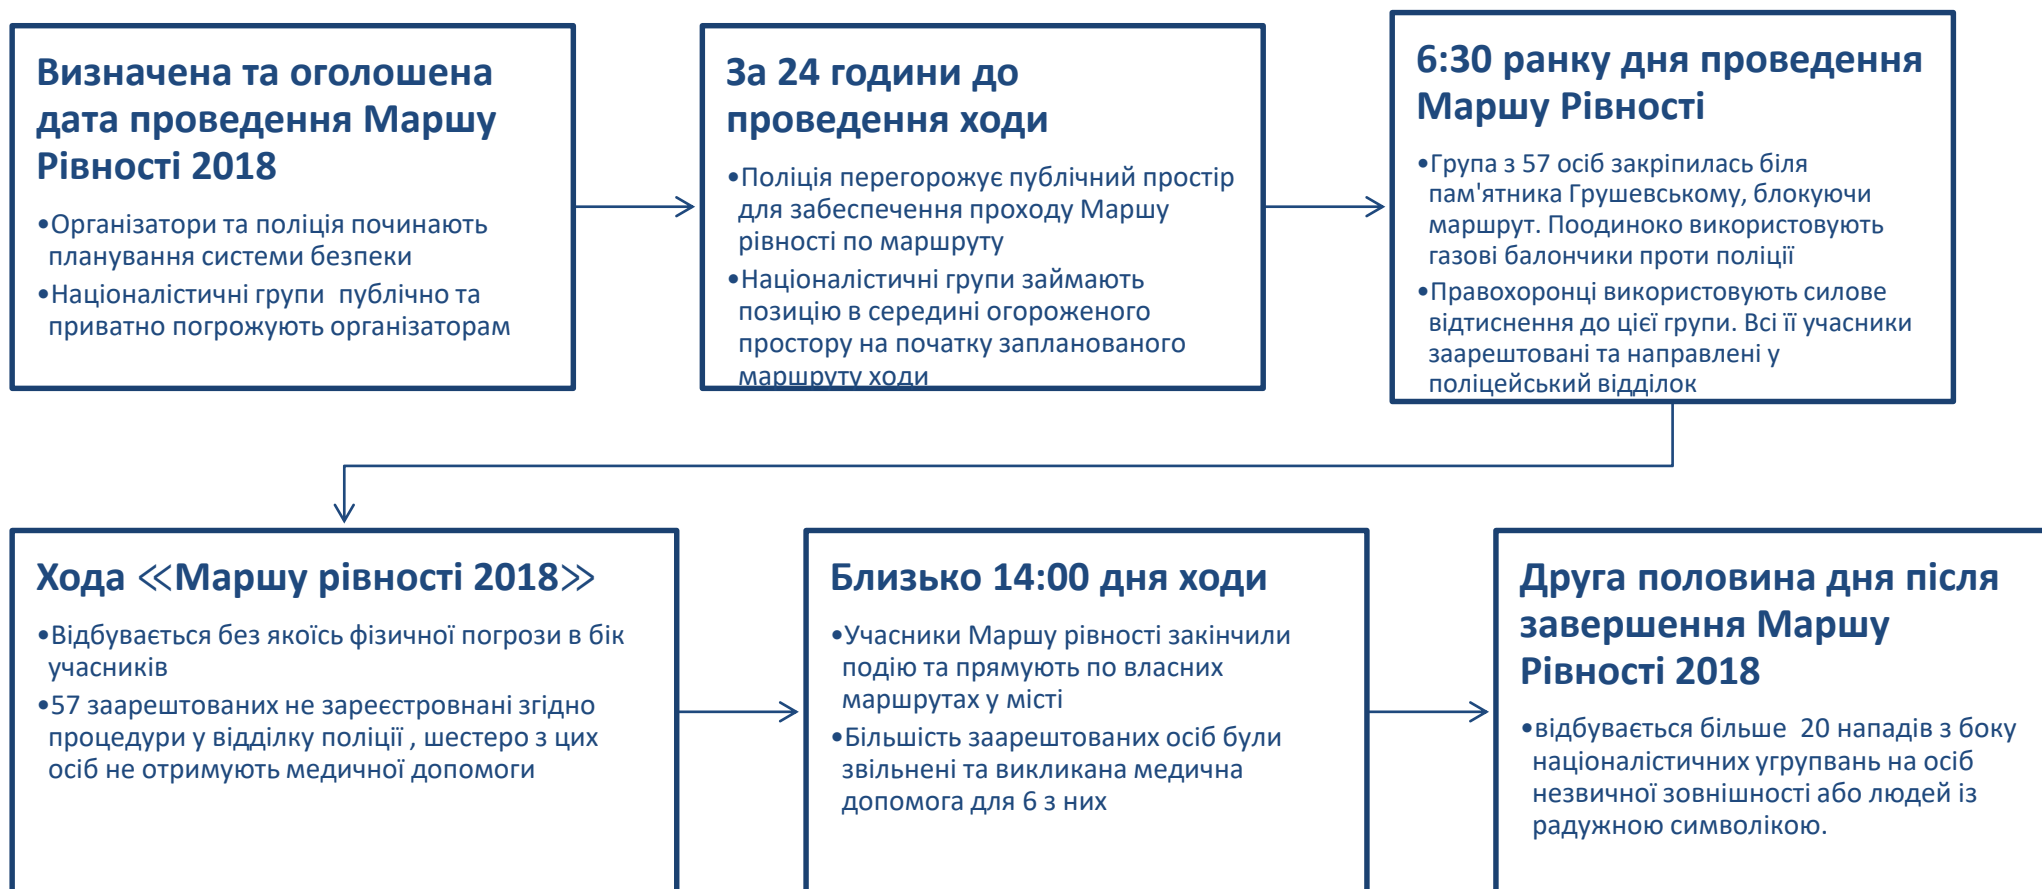 Визначена та оголошена
дата проведення Маршу
Рівності 2018
•Організатори та поліція починають
планування системи безпеки
•Націоналістичні групи  публічно та
приватно погрожують організаторам
За 24 години до
проведення ходи
•Поліція перегорожує публічний простір
для забеспечення проходу Маршу
рівності по маршруту
•Націоналістичні групи займають
позицію в середині огороженого
простору на початку запланованого
маршруту ходи
6:30 ранку дня проведення
Маршу Рівності
•Група з 57 осіб закріпилась біля
пам'ятника Грушевському, блокуючи
маршрут. Поодиноко використовують
газові балончики проти поліції
•Правохоронці використовують силове
відтиснення до цієї групи. Всі її учасники
заарештовані та направлені у
поліцейський відділок
Хода ≪Маршу рівності 2018≫
•Відбувається без якоїсь фізичної погрози в бік
учасників
•57 заарештованих не зареєстровнані згідно
процедури у відділку поліції , шестеро з цих
осіб не отримують медичної допомоги
Близько 14:00 дня ходи
•Учасники Маршу рівності закінчили
подію та прямують по власних
маршрутах у місті
•Більшість заарештованих осіб були
звільнені та викликана медична
допомога для 6 з них
Друга половина дня після
завершення Маршу
Рівності 2018
•відбувається більше  20 нападів з боку
націоналістичних угрупвань на осіб
незвичної зовнішності або людей із
радужною символікою.